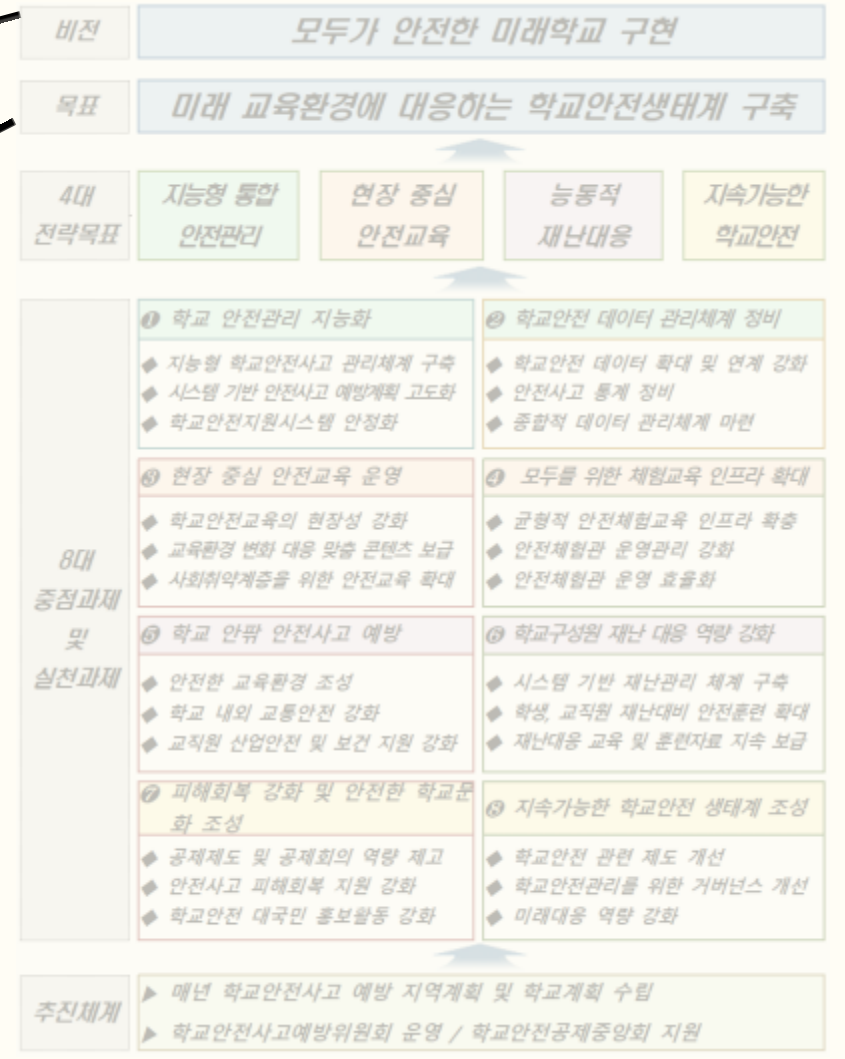 비전
모두가 안전한 미래학교 구현
목표
미래 교육환경에 대응하는 학교안전생태계 구축
4대
전략목표
지능형 통합
안전관리
현장 중심
안전교육
능동적
재난대응
지속가능한
학교안전
8대
중점과제
및
실천과제
❶ 학교 안전관리 지능화
◆ 지능형 학교안전사고 관리체계 구축
◆ 시스템 기반 안전사고 예방계획 고도화
◆ 학교안전지원시스템 안정화
❷ 학교안전 데이터 관리체계 정비
◆ 학교안전 데이터 확대 및 연계 강화
◆ 안전사고 통계 정비
◆ 종합적 데이터 관리체계 마련
❸ 현장 중심 안전교육 운영
◆ 학교안전교육의 현장성 강화
◆ 교육환경 변화 대응 맞춤 콘텐츠 보급
◆ 사회취약계층을 위한 안전교육 확대
❹ 모두를 위한 체험교육 인프라 확대
◆ 균형적 안전체험교육 인프라 확충
◆ 안전체험관 운영관리 강화
◆ 안전체험관 운영 효율화
❺ 학교 안팎 안전사고 예방
◆ 안전한 교육환경 조성
◆ 학교 내외 교통안전 강화
◆ 교직원 산업안전 및 보건 지원 강화
❻ 학교구성원 재난 대응 역량 강화
◆ 시스템 기반 재난관리 체계 구축
◆ 학생, 교직원 재난대비 안전훈련 확대
◆ 재난대응 교육 및 훈련자료 지속 보급
❼ 피해회복 강화 및 안전한 학교문
화 조성
◆ 공제제도 및 공제회의 역량 제고
◆ 안전사고 피해회복 지원 강화
◆ 학교안전 대국민 홍보활동 강화
❽ 지속가능한 학교안전 생태계 조성
◆ 학교안전 관련 제도 개선
◆ 학교안전관리를 위한 거버넌스 개선
◆ 미래대응 역량 강화
추진체계
▶ 매년 학교안전사고 예방 지역계획 및 학교계획 수립
▶ 학교안전사고예방위원회 운영 / 학교안전공제중앙회 지원